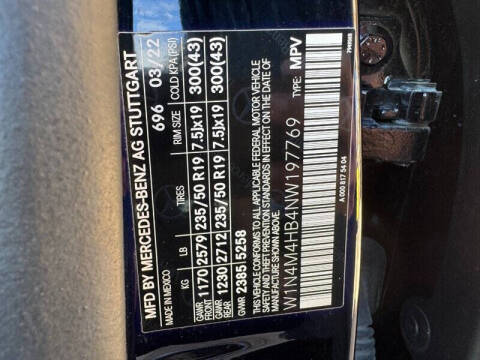 MFD BY MERCEDES-BENZ AG STUTTGART
MADE IN MEXICO 696 03/22
KG LB TIRES RIM SIZE COLD KPA (PSI)
GAWR FRONT 1170 2579 235/50 R19 7.5Jx19 300(43)
GAWR REAR 1230 2712 235/50 R19 7.5Jx19 300(43)
GVWR 2385 5258
THIS VEHICLE CONFORMS TO ALL APPLICABLE FEDERAL MOTOR VEHICLE
SAFETY AND THEFT PREVENTION STANDARDS IN EFFECT ON THE DATE OF
MANUFACTURE SHOWN ABOVE.
W1N4M4HB4NW197769 TYPE: MPV
A 000 817 54 04